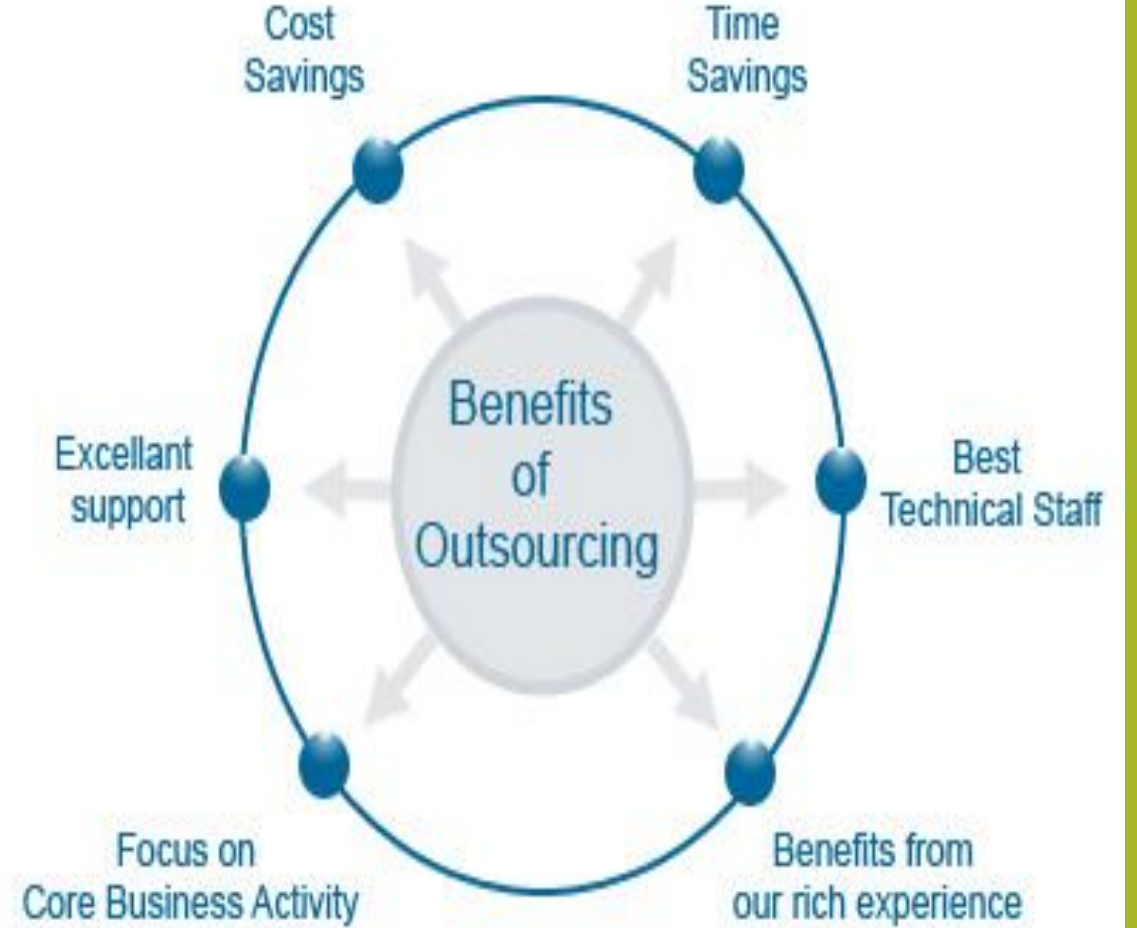 Cost
Savings
Time
Savings
Benefits
of
Outsourcing
Excellant
support
Best
Technical Staff
Focus on
Core Business Activity
Benefits from
our rich experience